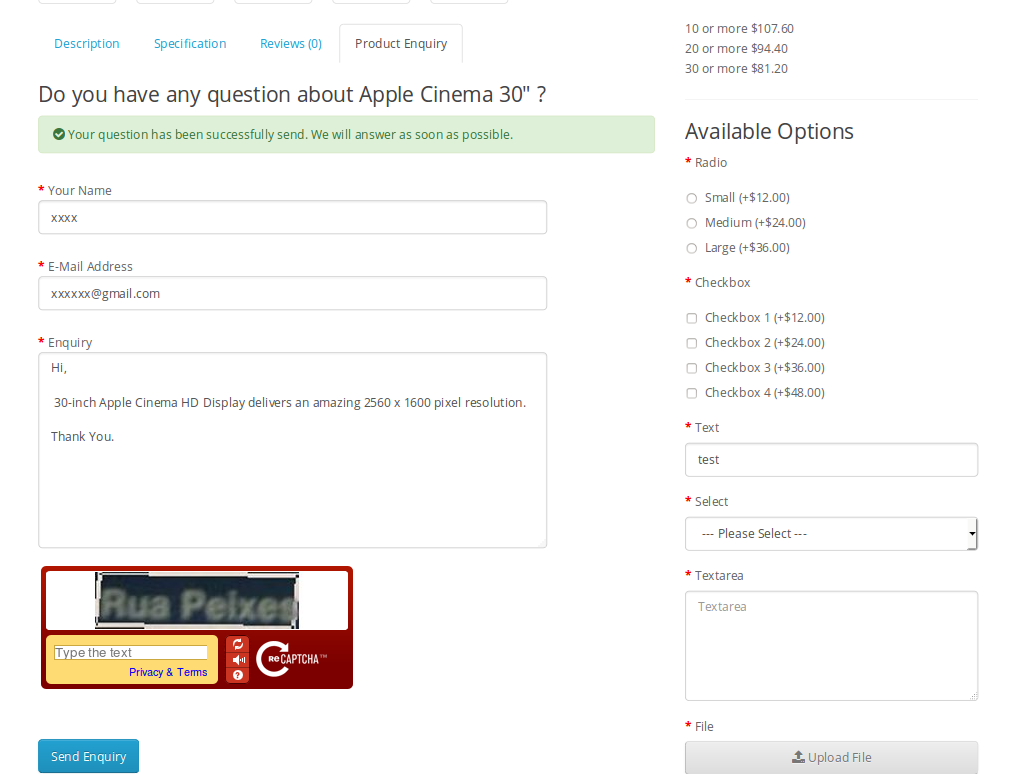 Description Specification Reviews (0) Product Enquiry
Do you have any question about Apple Cinema 30" ?
Your question has been successfully send. We will answer as soon as possible.
* Your Name
xxxx
* E-Mail Address
xxxxxx@gmail.com
* Enquiry
Hi,
30-inch Apple Cinema HD Display delivers an amazing 2560 x 1600 pixel resolution.
Thank You.
Rua Peixes
Type the text
Privacy & Terms
ReCAPTCHA™
Send Enquiry
10 or more $107.60
20 or more $94.40
30 or more $81.20
Available Options
* Radio
Small (+$12.00)
Medium (+$24.00)
Large (+$36.00)
* Checkbox
Checkbox 1 (+$12.00)
Checkbox 2 (+$24.00)
Checkbox 3 (+$36.00)
Checkbox 4 (+$48.00)
* Text
test
* Select
--- Please Select ---
* Textarea
Textarea
* File
Upload File